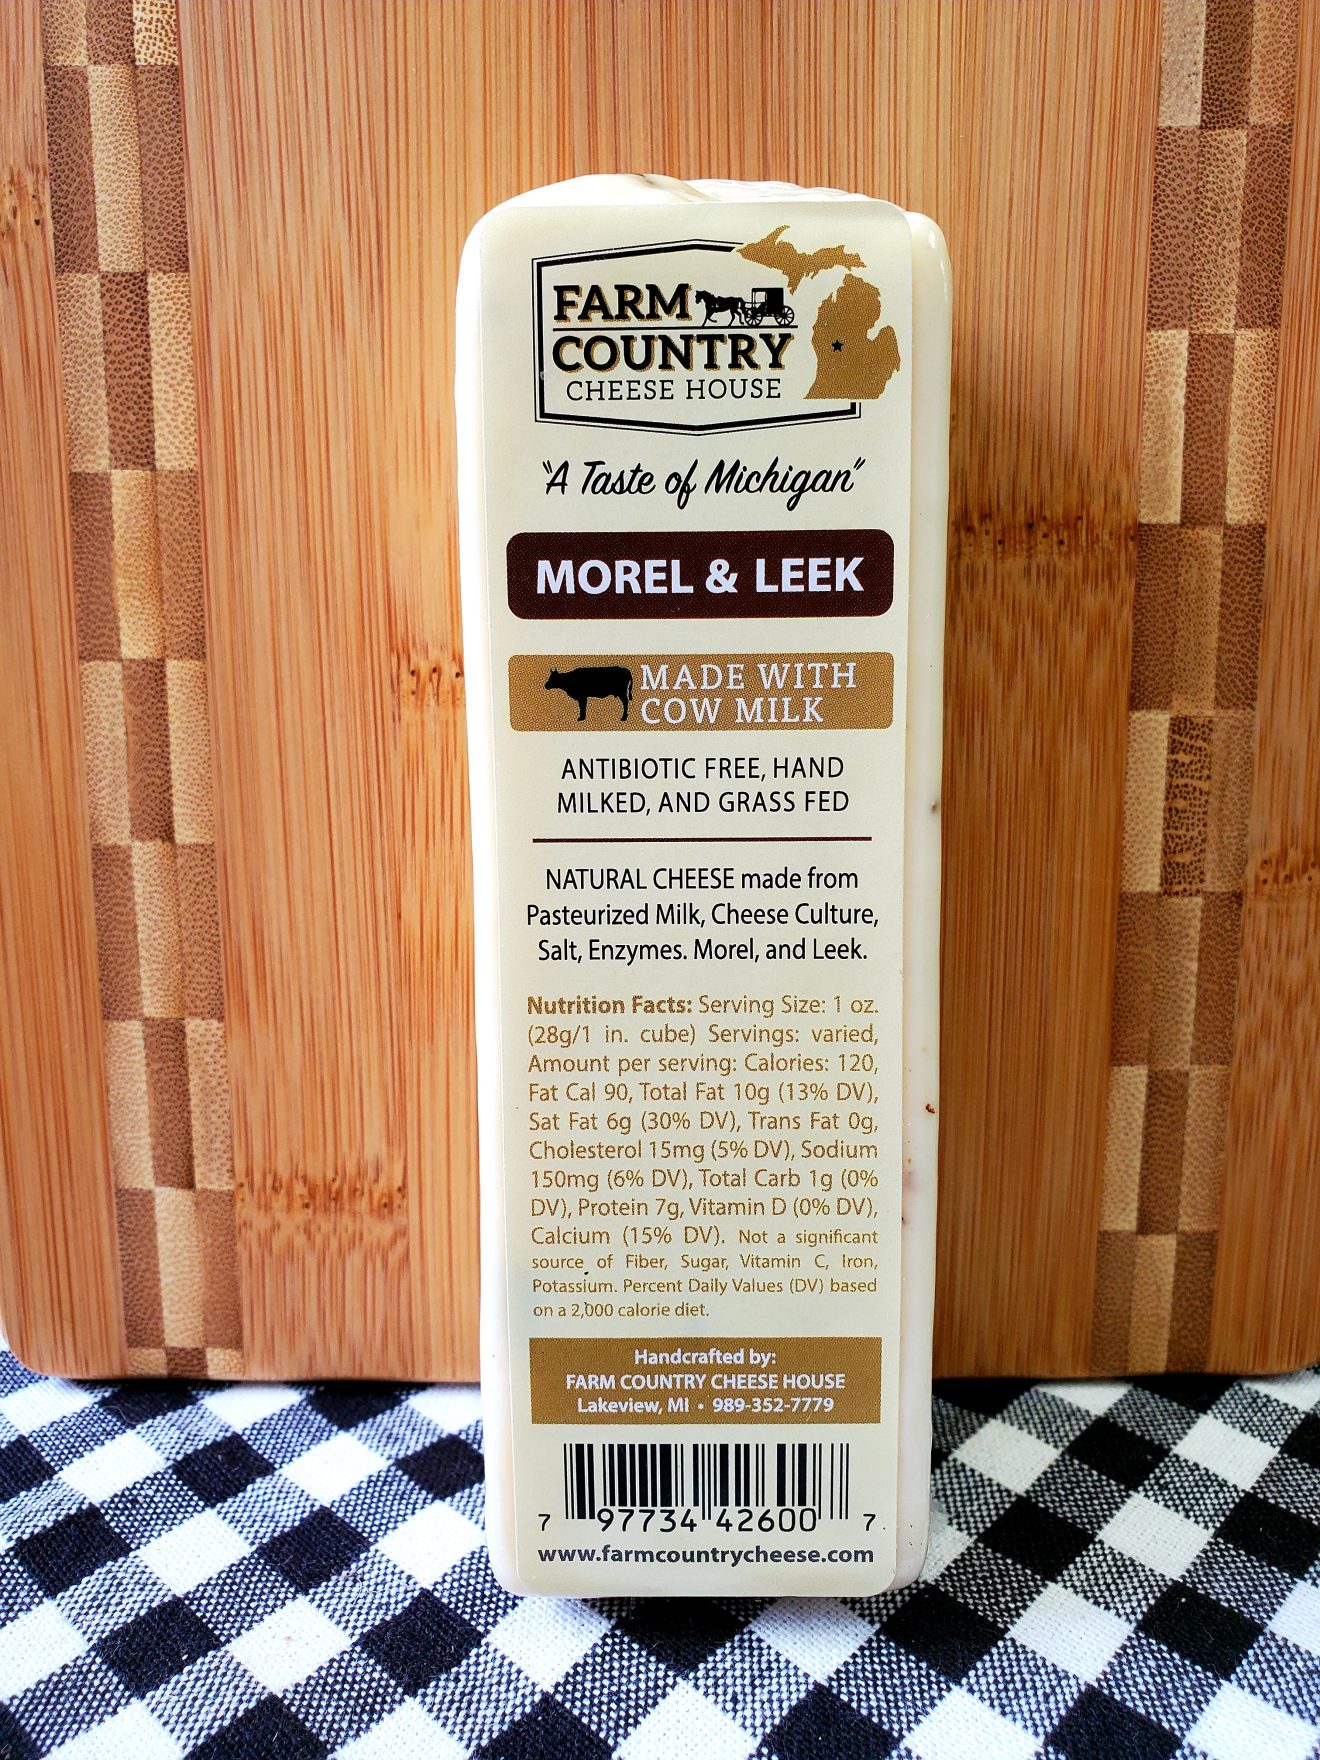 FARM
COUNTRY
CHEESE HOUSE
"A Taste of Michigan"
MOREL & LEEK
MADE WITH
COW MILK
ANTIBIOTIC FREE, HAND
MILKED, AND GRASS FED
NATURAL CHEESE made from
Pasteurized Milk, Cheese Culture,
Salt, Enzymes. Morel, and Leek.
Nutrition Facts: Serving Size: 1 oz.
(28g/1 in. cube) Servings: varied,
Amount per serving: Calories: 120,
Fat Cal 90, Total Fat 10g (13% DV),
Sat Fat 6g (30% DV), Trans Fat 0g,
Cholesterol 15mg (5% DV), Sodium
150mg (6% DV), Total Carb 1g (0%
DV), Protein 7g, Vitamin D (0% DV),
Calcium (15% DV). Not a significant
source of Fiber, Sugar, Vitamin C, Iron,
Potassium. Percent Daily Values (DV) based
on a 2,000 calorie diet.
Handcrafted by:
FARM COUNTRY CHEESE HOUSE
Lakeview, MI • 989-352-7779
7 97734 42600 7
www.farmcountrycheese.com